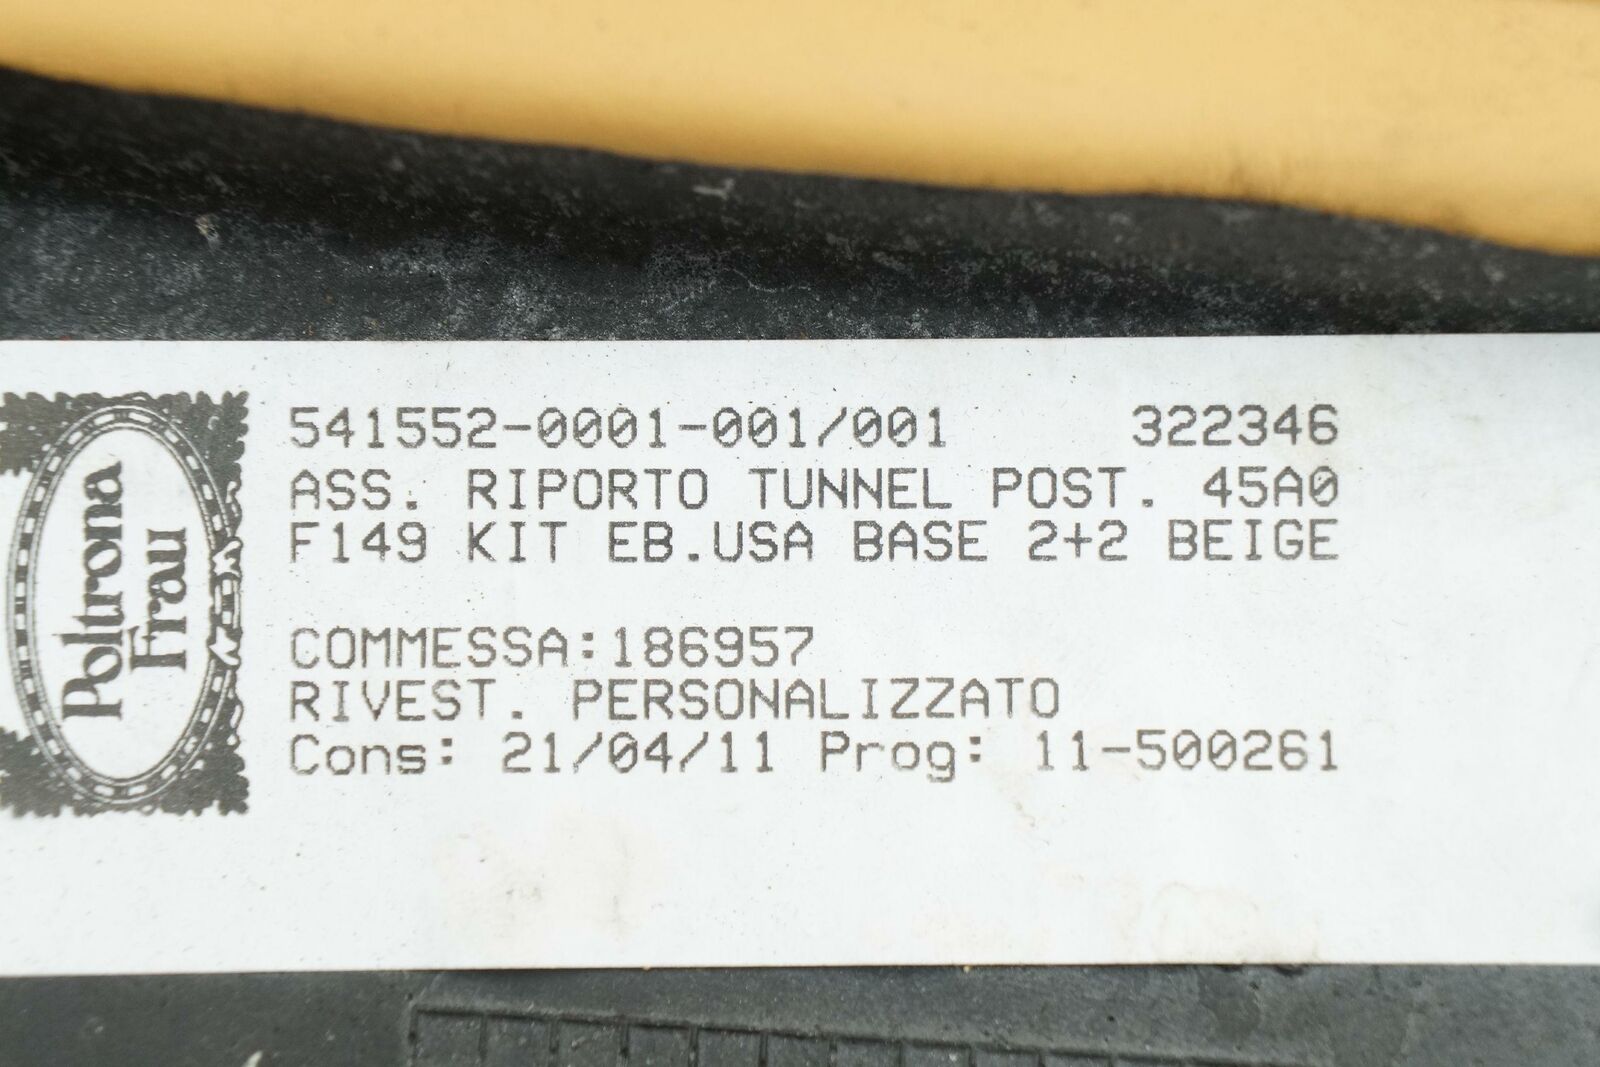 Poltrona
Frau
541552-0001-001/001 322346
ASS. RIPORTO TUNNEL POST. 45A0
F149 KIT EB.USA BASE 2+2 BEIGE
COMMESSA:186957
RIVEST. PERSONALIZZATO
Cons: 21/04/11 Prog: 11-500261